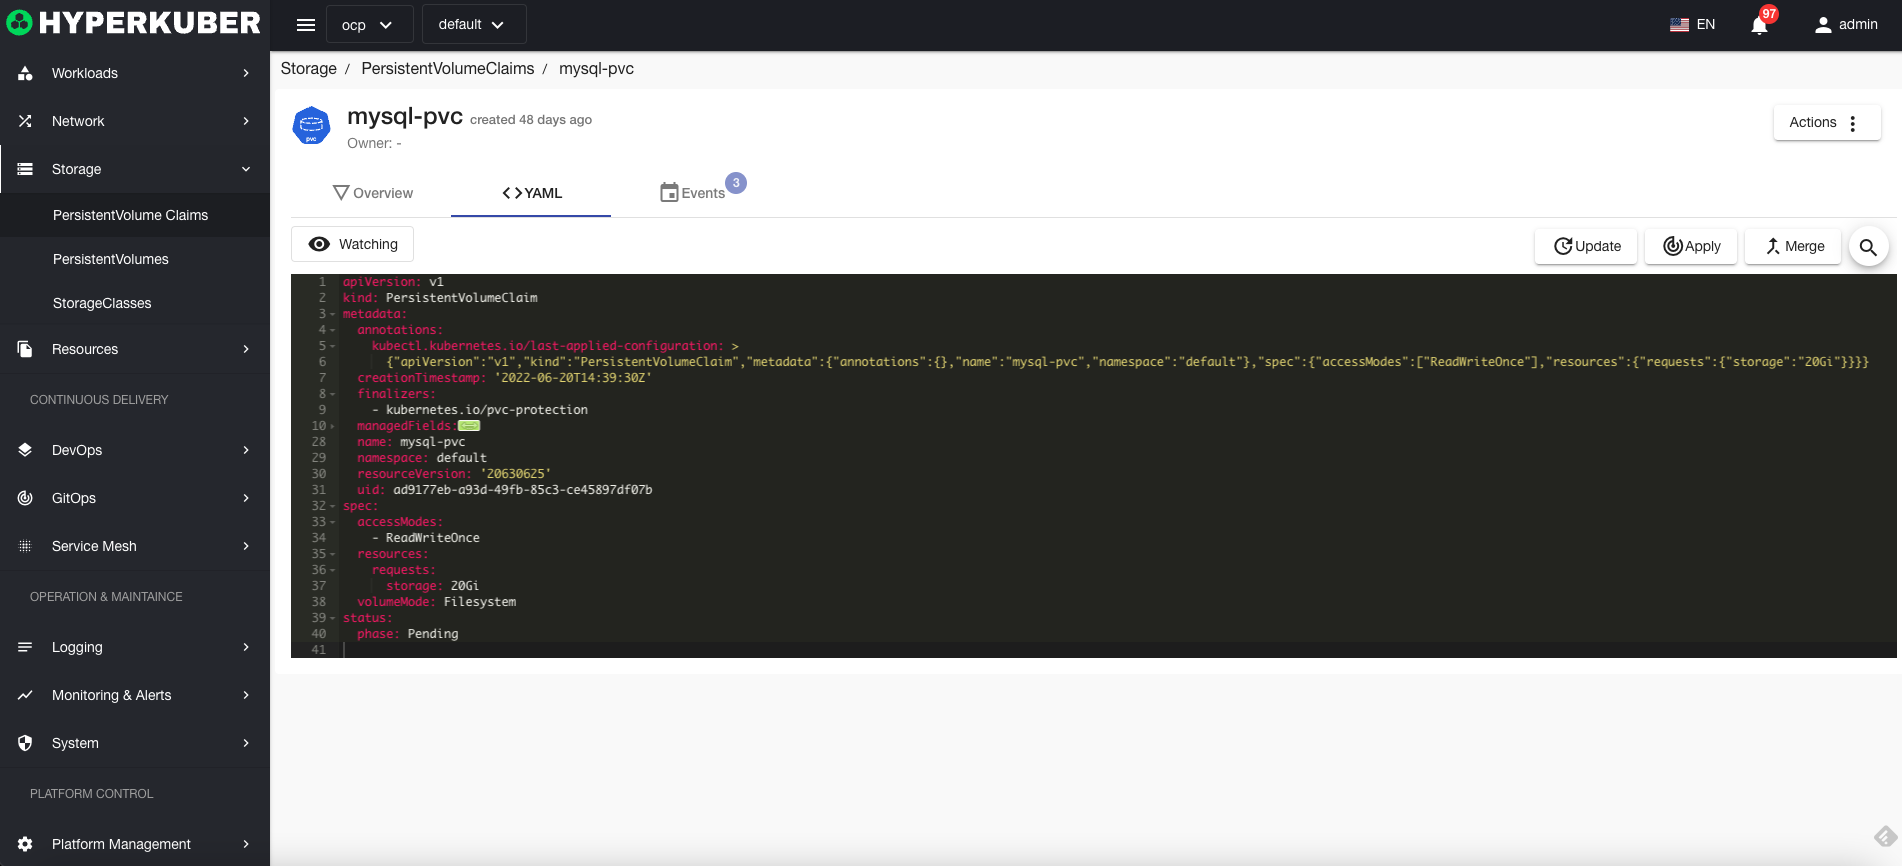 HYPERKUBER
ocp
default
EN
97
admin
Workloads
Network
Storage
PersistentVolume Claims
PersistentVolumes
StorageClasses
Resources
CONTINUOUS DELIVERY
DevOps
GitOps
Service Mesh
OPERATION & MAINTAINCE
Logging
Monitoring & Alerts
System
PLATFORM CONTROL
Platform Management
Storage / PersistentVolumeClaims / mysql-pvc
pvc
mysql-pvc created 48 days ago
Owner: -
Actions
Overview
<>YAML
Events 3
Watching
Update
Apply
Merge
1 apiVersion: v1
2 kind: PersistentVolumeClaim
3 metadata:
4   annotations:
5     kubectl.kubernetes.io/last-applied-configuration: >
6       {"apiVersion":"v1","kind":"PersistentVolumeClaim","metadata":{"annotations":{},"name":"mysql-pvc","namespace":"default"},"spec":{"accessModes":["ReadWriteOnce"],"resources":{"requests":{"storage":"20Gi"}}}}
7   creationTimestamp: '2022-06-20T14:39:30Z'
8   finalizers:
9     - kubernetes.io/pvc-protection
10   managedFields:
28   name: mysql-pvc
29   namespace: default
30   resourceVersion: '20630625'
31   uid: ad9177eb-a93d-49fb-85c3-ce45897df07b
32 spec:
33   accessModes:
34     - ReadWriteOnce
35   resources:
36     requests:
37       storage: 20Gi
38   volumeMode: Filesystem
39 status:
40   phase: Pending
41